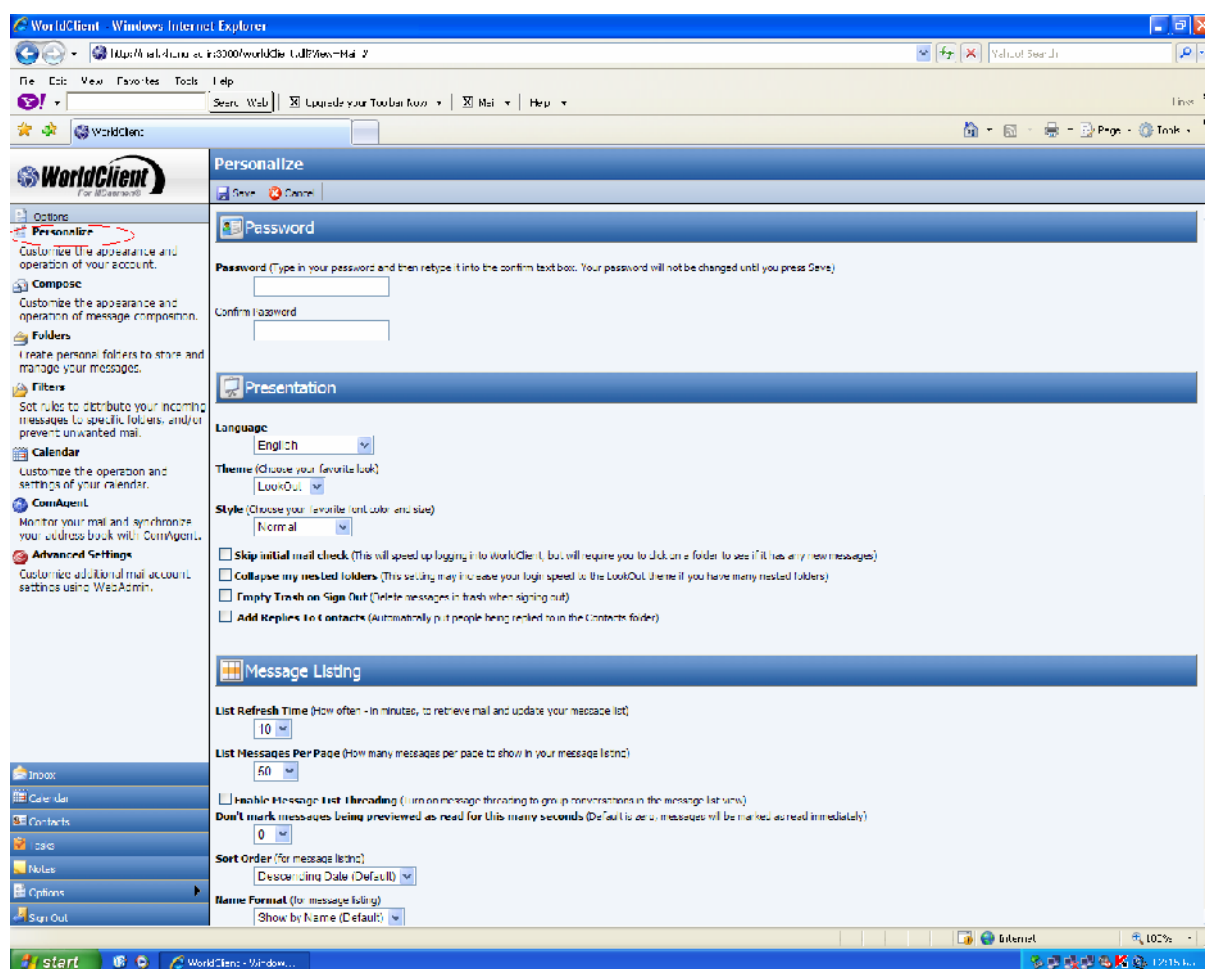 WorldClient - Windows Internet Explorer
Yahoo! Search
File Edit View Favorites Tools Help
Search Web Upgrade your Toolbar Now Mail Help
Links
WorldClient
Page Tools
WorldClient
For MDaemon®
Personalize
Save Cancel
Options
Personalize
Customize the appearance and
operation of your account.
Compose
Customize the appearance and
operation of message composition.
Folders
Create personal folders to store and
manage your messages.
Filters
Set rules to distribute your incoming
messages to specific folders, and/or
prevent unwanted mail.
Calendar
Customize the operation and
settings of your calendar.
ComAgent
Monitor your mail and synchronize
your address book with ComAgent.
Advanced Settings
Customize additional mail account
settings using WebAdmin.
Inbox
Calendar
Contacts
Tasks
Notes
Options
Sign Out
Password
Password (Type in your password and then retype it into the confirm text box. Your password will not be changed until you press Save)
Confirm Password
Presentation
Language
English
Theme (Choose your favorite look)
LookOut
Style (Choose your favorite font color and size)
Normal
Skip initial mail check (This will speed up logging into WorldClient, but will require you to click on a folder to see if it has any new messages)
Collapse my nested folders (This setting may increase your login speed to the LookOut theme if you have many nested folders)
Empty Trash on Sign Out (Delete messages in trash when signing out)
Add Replies To Contacts (Automatically put people being replied to in the Contacts folder)
Message Listing
List Refresh Time (How often - in minutes, to retrieve mail and update your message list)
10
List Messages Per Page (How many messages per page to show in your message listing)
50
Enable Message List Threading (Turn on message threading to group conversations in the message list view)
Don't mark messages being previewed as read for this many seconds (Default is zero, messages will be marked as read immediately)
0
Sort Order (for message listing)
Descending Date (Default)
Name Format (for message listing)
Show by Name (Default)
Internet
100%
start
WorldClient - Window...